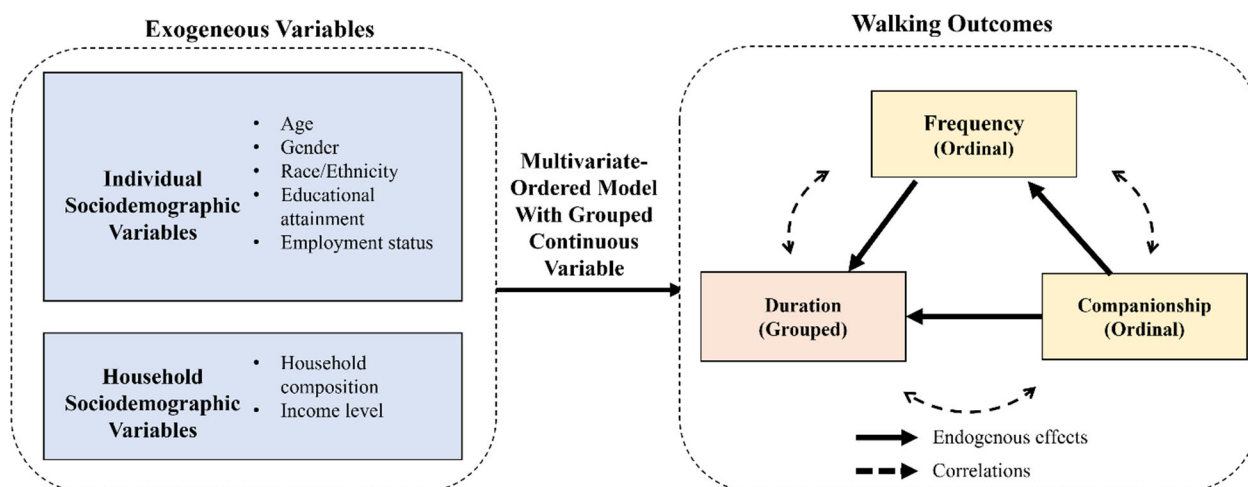 Exogeneous Variables
Individual
Sociodemographic
Variables
• Age
• Gender
• Race/Ethnicity
• Educational
attainment
• Employment status
Household
Sociodemographic
Variables
• Household
composition
• Income level
Multivariate-
Ordered Model
With Grouped
Continuous
Variable
Walking Outcomes
Frequency
(Ordinal)
Duration
(Grouped)
Companionship
(Ordinal)
Endogenous effects
Correlations